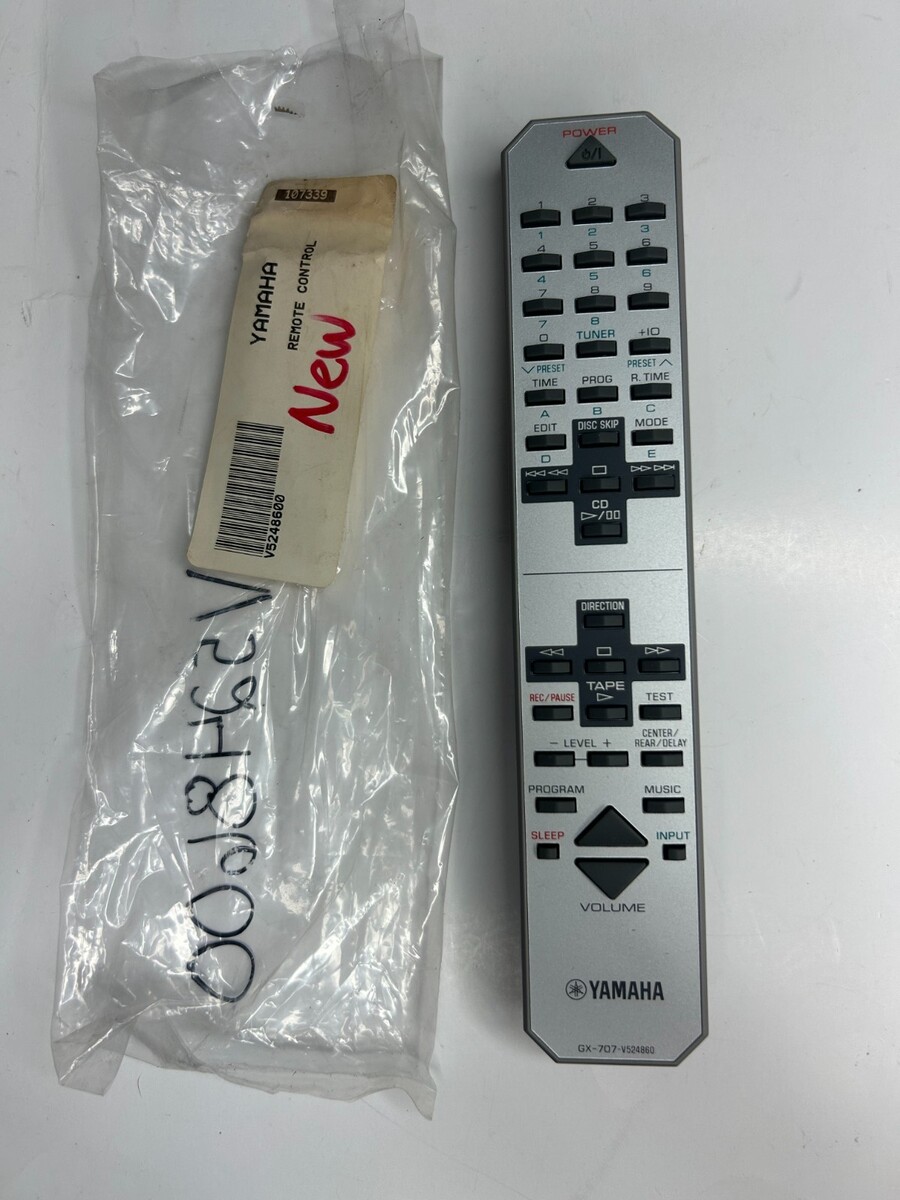 107339
YAMAHA
REMOTE CONTROL
New
V5248600
V5248600
POWER
⏻/I
1 2 3
1 2 3
4 5 6
4 5 6
7 8 9
7 8
0 TUNER +10
PRESET PRESET
TIME PROG R. TIME
A B C
EDIT DISC SKIP MODE
D E
CD
DIRECTION
TAPE
REC/PAUSE TEST
− LEVEL + CENTER/
REAR/DELAY
PROGRAM MUSIC
SLEEP INPUT
VOLUME
YAMAHA
GX-707-V524860